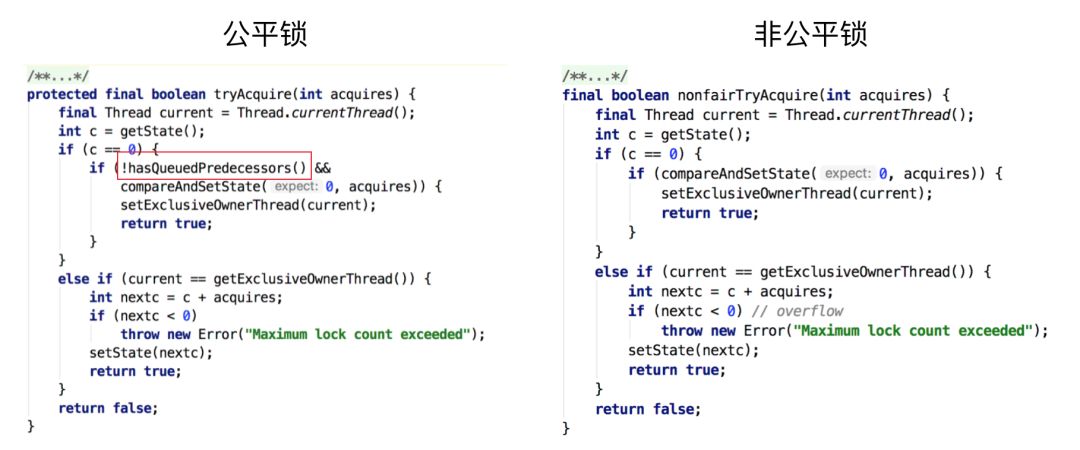 公平锁
/**...*/
protected final boolean tryAcquire(int acquires) {
final Thread current = Thread.currentThread();
int c = getState();
if (c == 0) {
if (!hasQueuedPredecessors() &&
compareAndSetState( expect: 0, acquires)) {
setExclusiveOwnerThread(current);
return true;
}
}
else if (current == getExclusiveOwnerThread()) {
int nextc = c + acquires;
if (nextc < 0)
throw new Error("Maximum lock count exceeded");
setState(nextc);
return true;
}
return false;
}
非公平锁
/**...*/
final boolean nonfairTryAcquire(int acquires) {
final Thread current = Thread.currentThread();
int c = getState();
if (c == 0) {
if (compareAndSetState( expect: 0, acquires)) {
setExclusiveOwnerThread(current);
return true;
}
}
else if (current == getExclusiveOwnerThread()) {
int nextc = c + acquires;
if (nextc < 0) // overflow
throw new Error("Maximum lock count exceeded");
setState(nextc);
return true;
}
return false;
}